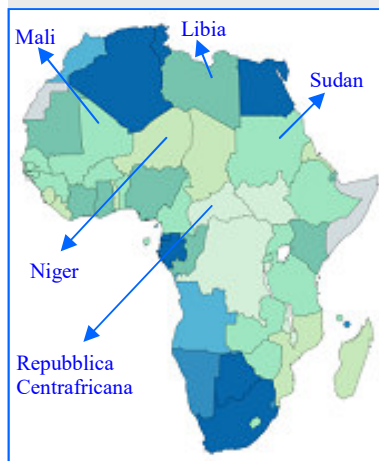 Mali
Libia
Sudan
Niger
Repubblica
Centrafricana